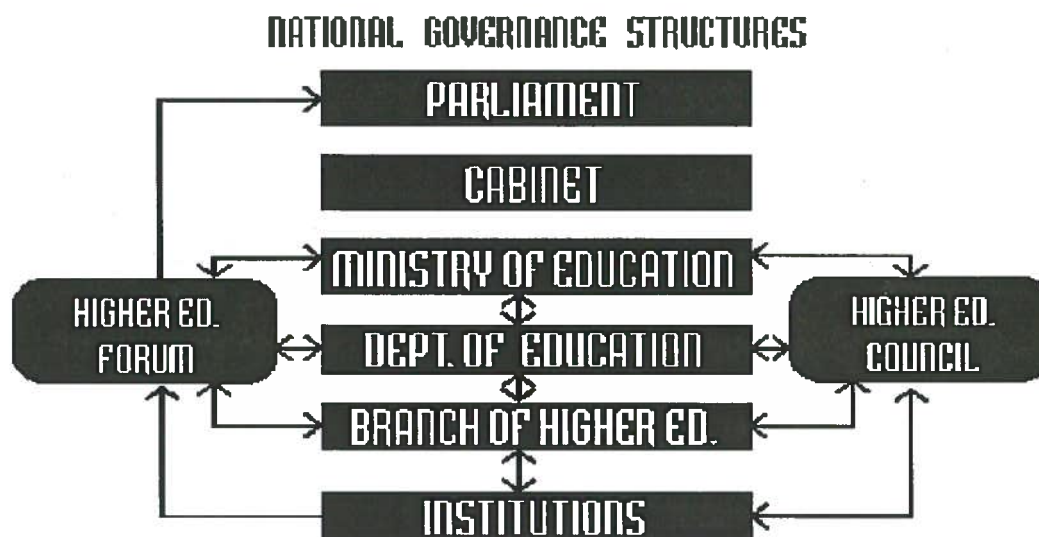 NATIONAL GOVERNANCE STRUCTURES
PARLIAMENT
CABINET
MINISTRY OF EDUCATION
HIGHER ED.
FORUM
DEPT. OF EDUCATION
HIGHER ED.
COUNCIL
BRANCH OF HIGHER ED.
INSTITUTIONS